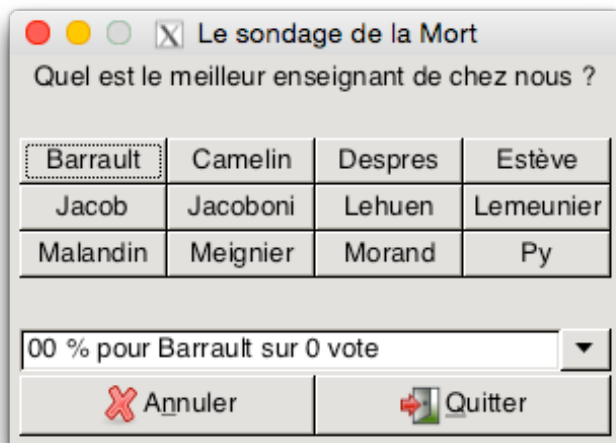 Le sondage de la Mort
Quel est le meilleur enseignant de chez nous ?
Barrault Camelin Despres Estève
Jacob Jacoboni Lehuen Lemeunier
Malandin Meignier Morand Py
00 % pour Barrault sur 0 vote
Annuler Quitter